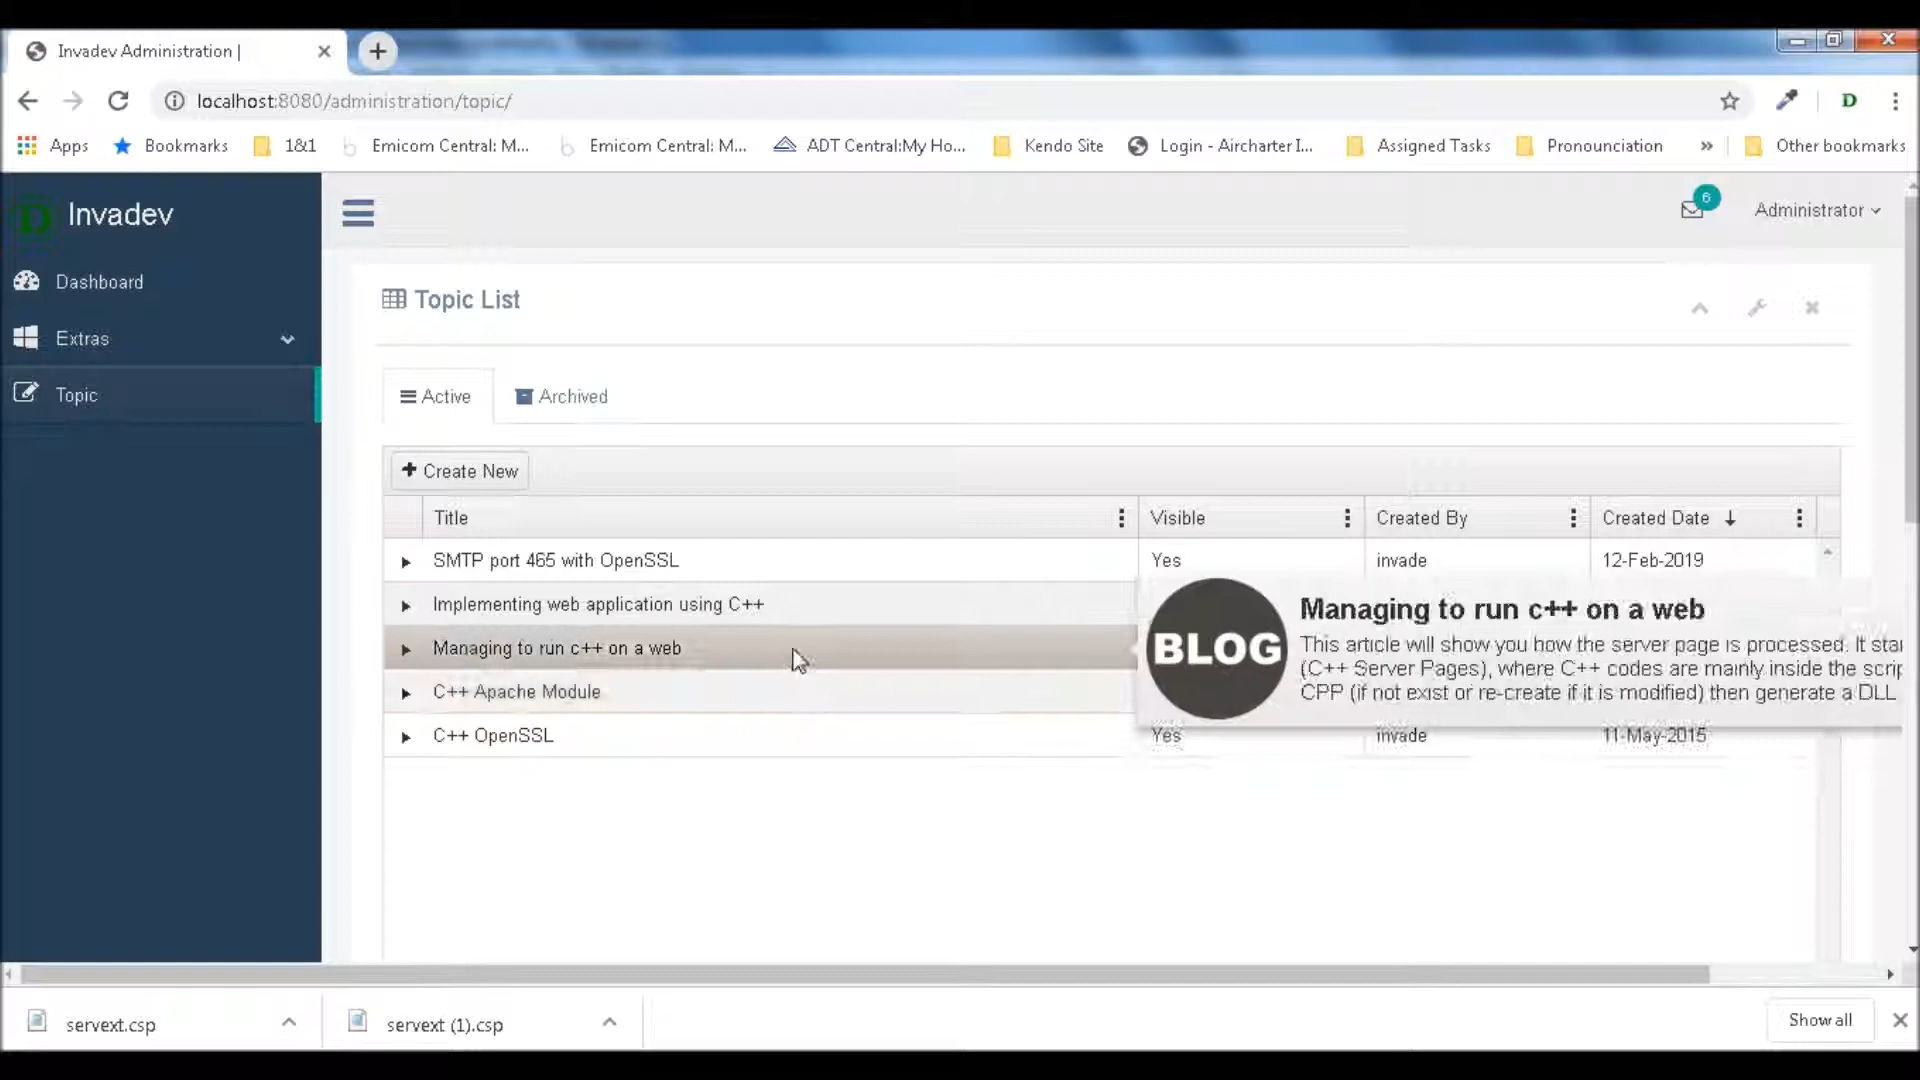 Invadev Administration |
localhost:8080/administration/topic/
D
Apps
Bookmarks
1&1
Emicom Central: M...
Emicom Central: M...
ADT Central:My Ho...
Kendo Site
Login - Aircharter I...
Assigned Tasks
Pronounciation
»
Other bookmarks
D Invadev
6
Administrator
Dashboard
Extras
Topic
Topic List
Active
Archived
+ Create New
Title
Visible
Created By
Created Date
SMTP port 465 with OpenSSL
Yes
invade
12-Feb-2019
Implementing web application using C++
Managing to run c++ on a web
C++ Apache Module
C++ OpenSSL
Yes
invade
11-May-2015
BLOG
Managing to run c++ on a web
This article will show you how the server page is processed. It star
(C++ Server Pages), where C++ codes are mainly inside the scrip
CPP (if not exist or re-create if it is modified) then generate a DLL
servext.csp
servext (1).csp
Show all